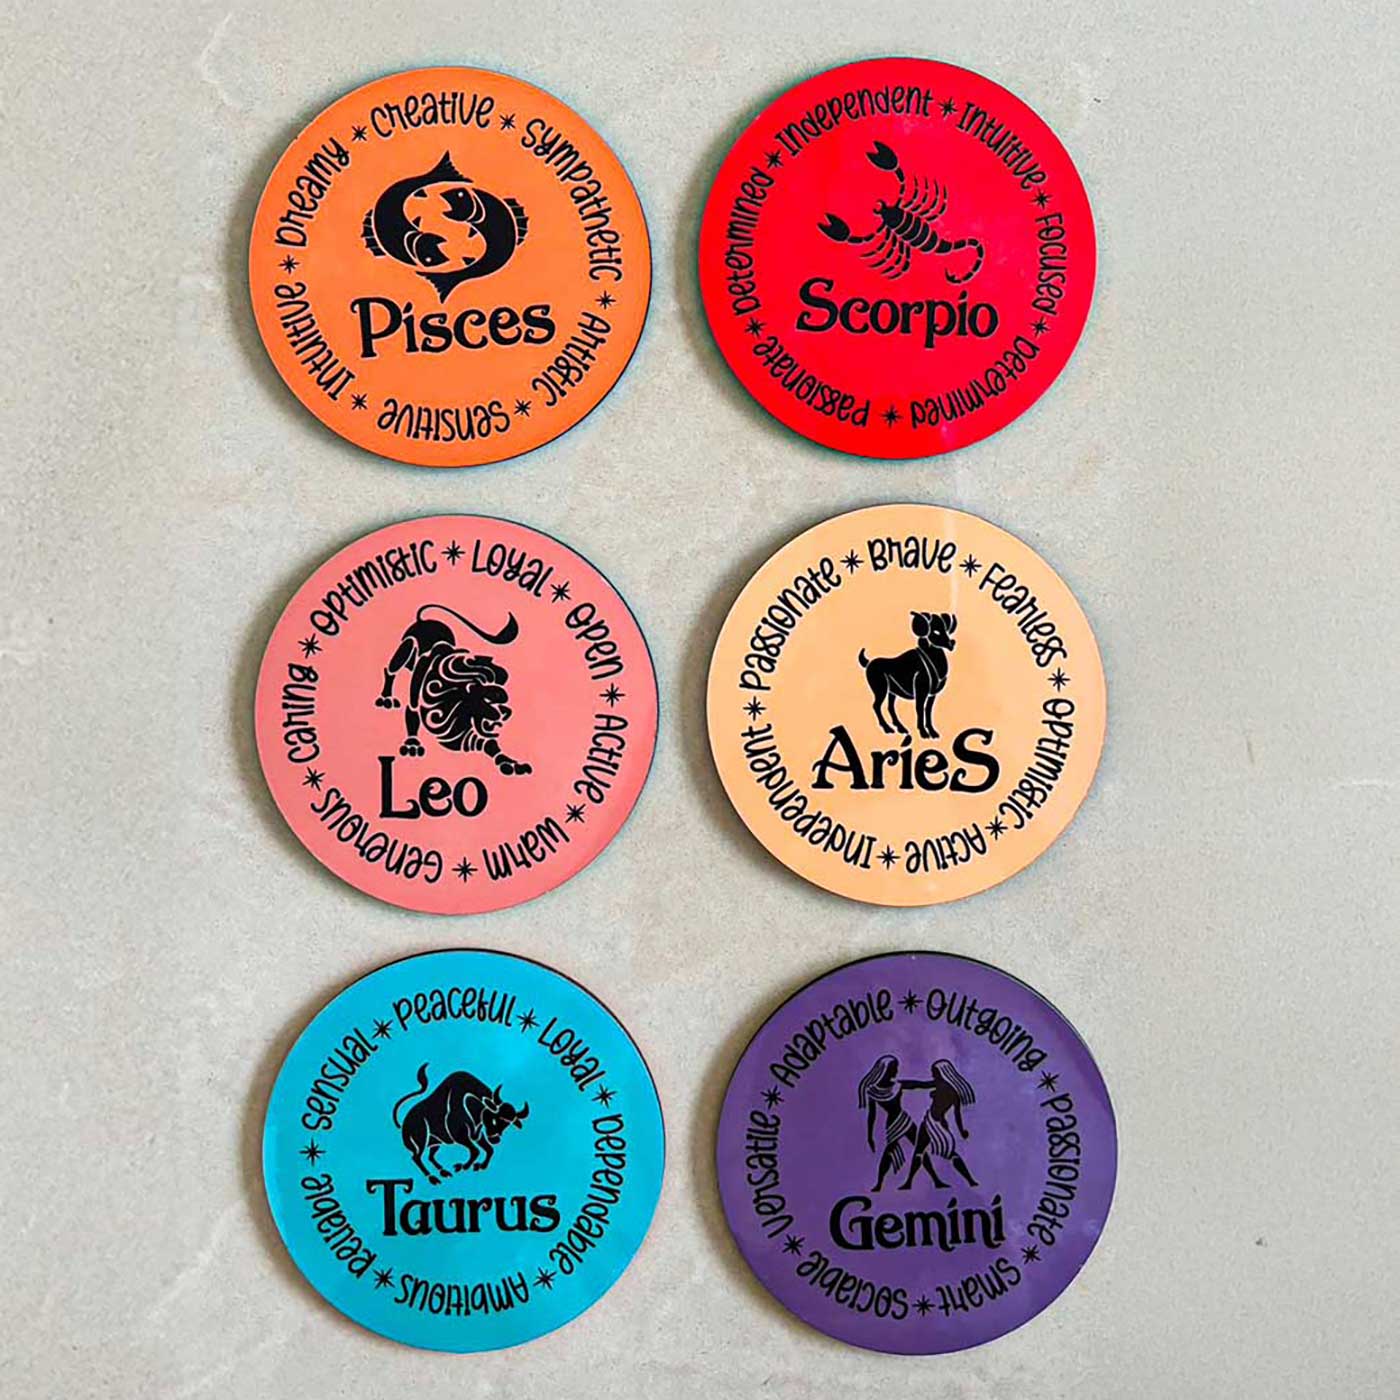 Creative * Sympathetic * Artistic * Sensitive * Intuitive * Dreamy *
Pisces
Independent * Intuitive * Focused * Determined * Passionate * Determined *
Scorpio
Optimistic * Loyal * Open * Active * Warm * Generous * Caring *
Leo
Brave * Fearless * Optimistic * Active * Independent * Passionate *
ArieS
Peaceful * Loyal * Dependable * Ambitious * Reliable * Sensual *
Taurus
Adaptable * Outgoing * Passionate * Smart * Sociable * Versatile *
Gemini